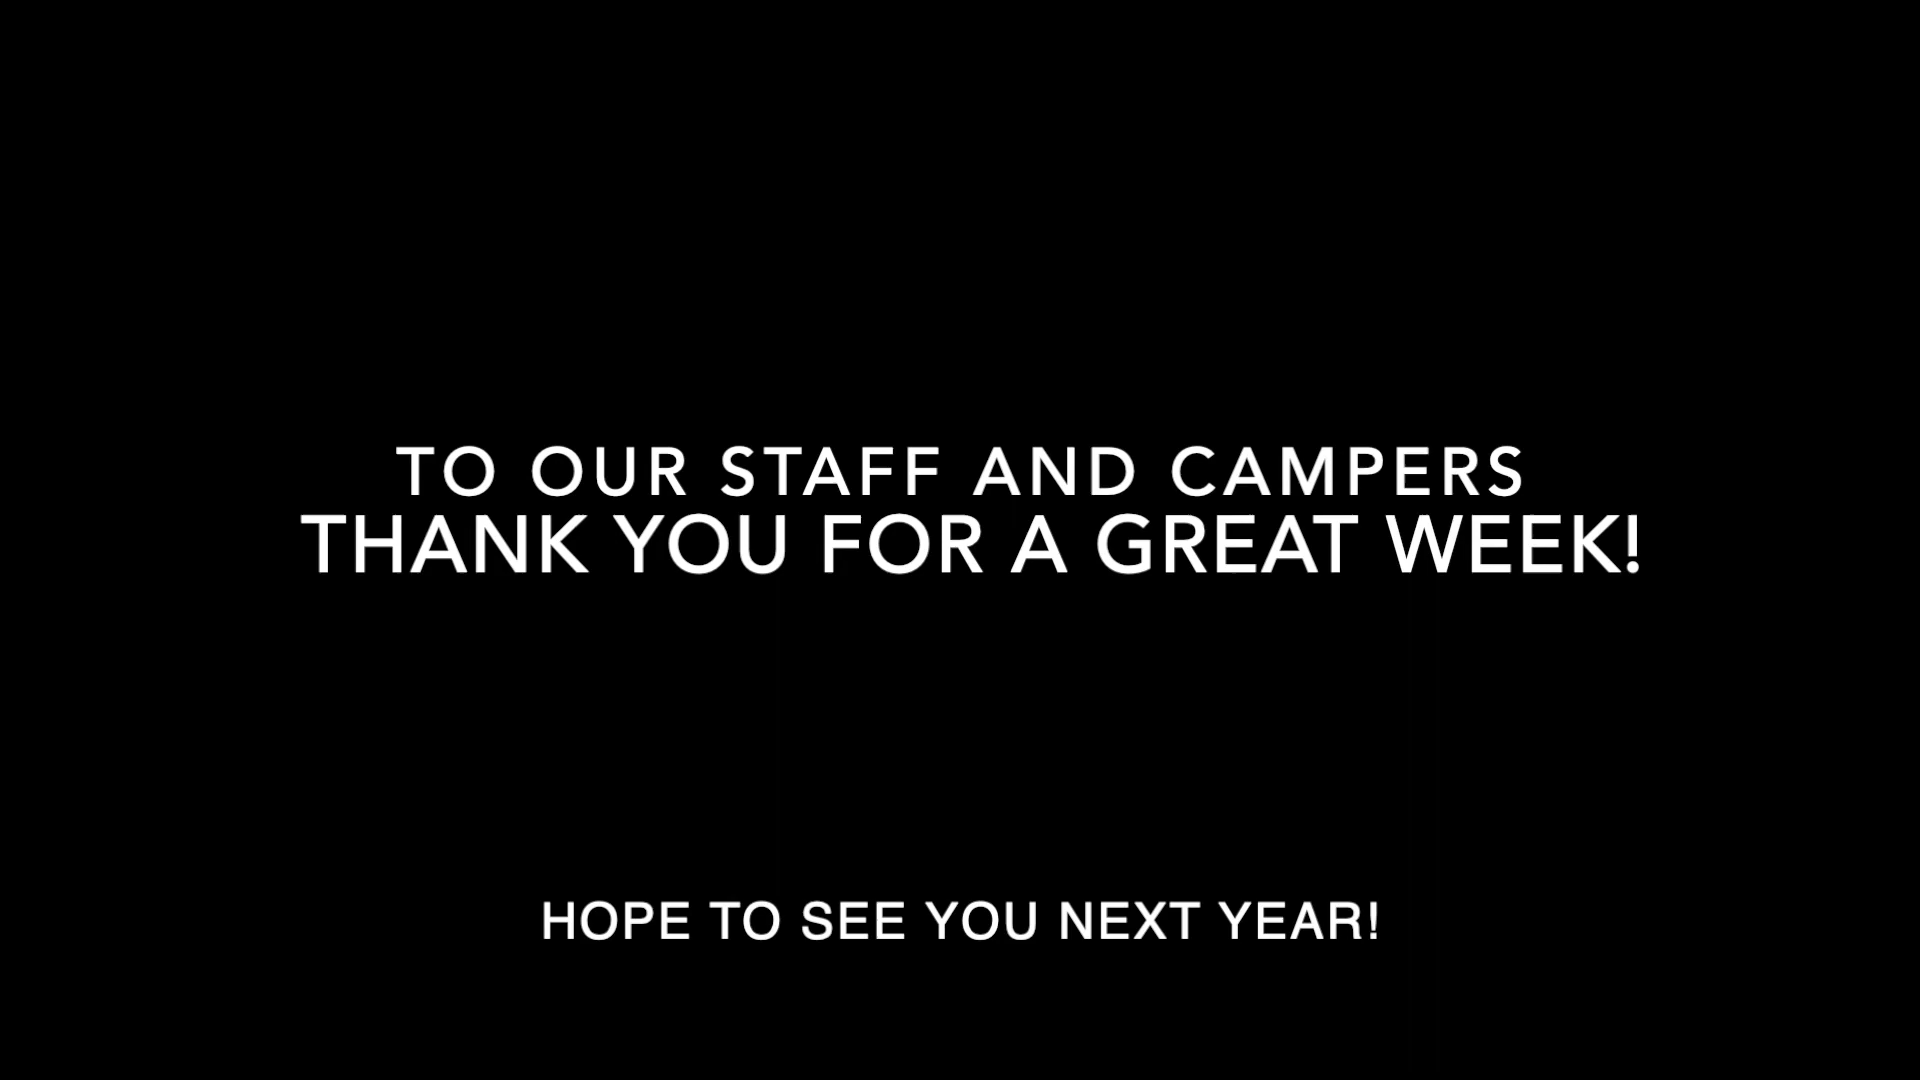 TO OUR STAFF AND CAMPERS
THANK YOU FOR A GREAT WEEK!
HOPE TO SEE YOU NEXT YEAR!